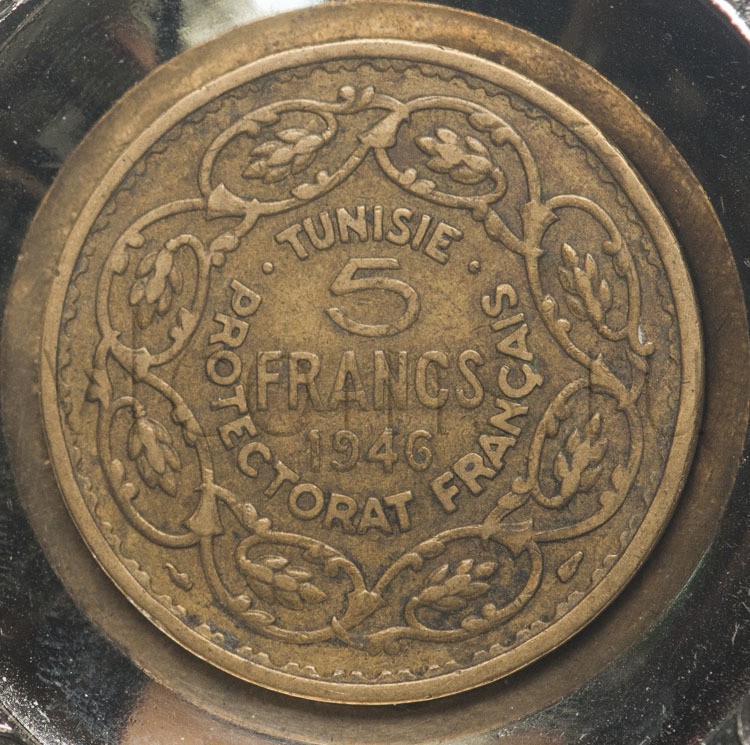 TUNISIE
5
FRANCS
1946
PROTECTORAT FRANÇAIS